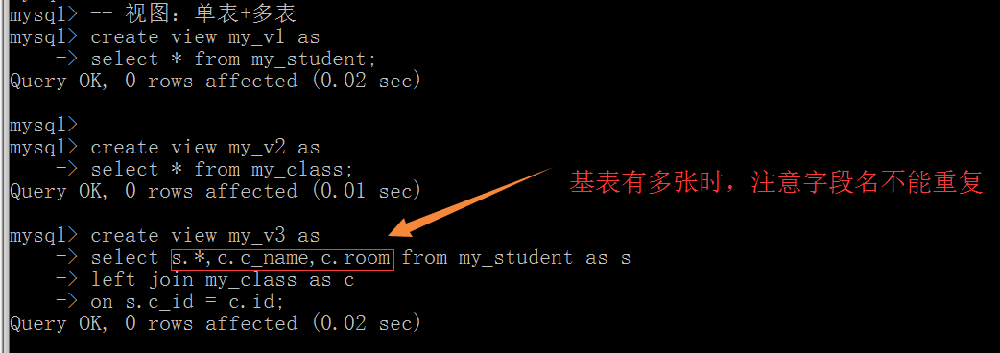 mysql> -- 视图：单表+多表
mysql> create view my_v1 as
    -> select * from my_student;
Query OK, 0 rows affected (0.02 sec)
mysql>
mysql> create view my_v2 as
    -> select * from my_class;
Query OK, 0 rows affected (0.01 sec)
基表有多张时，注意字段名不能重复
mysql> create view my_v3 as
    -> select s.*,c.c_name,c.room from my_student as s
    -> left join my_class as c
    -> on s.c_id = c.id;
Query OK, 0 rows affected (0.02 sec)